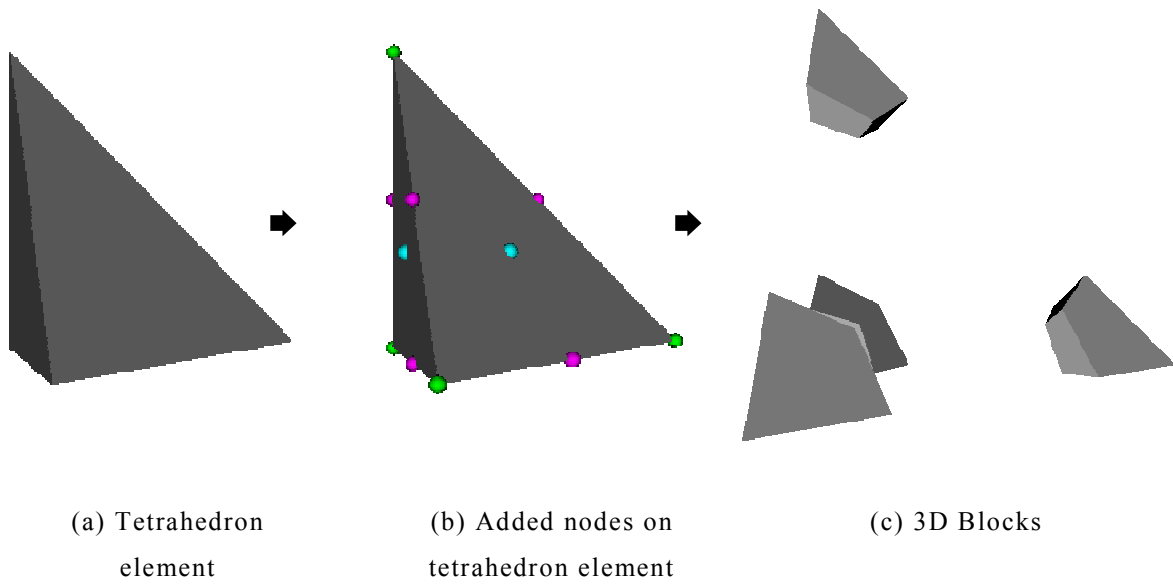 (a) Tetrahedron
element
(b) Added nodes on
tetrahedron element
(c) 3D Blocks